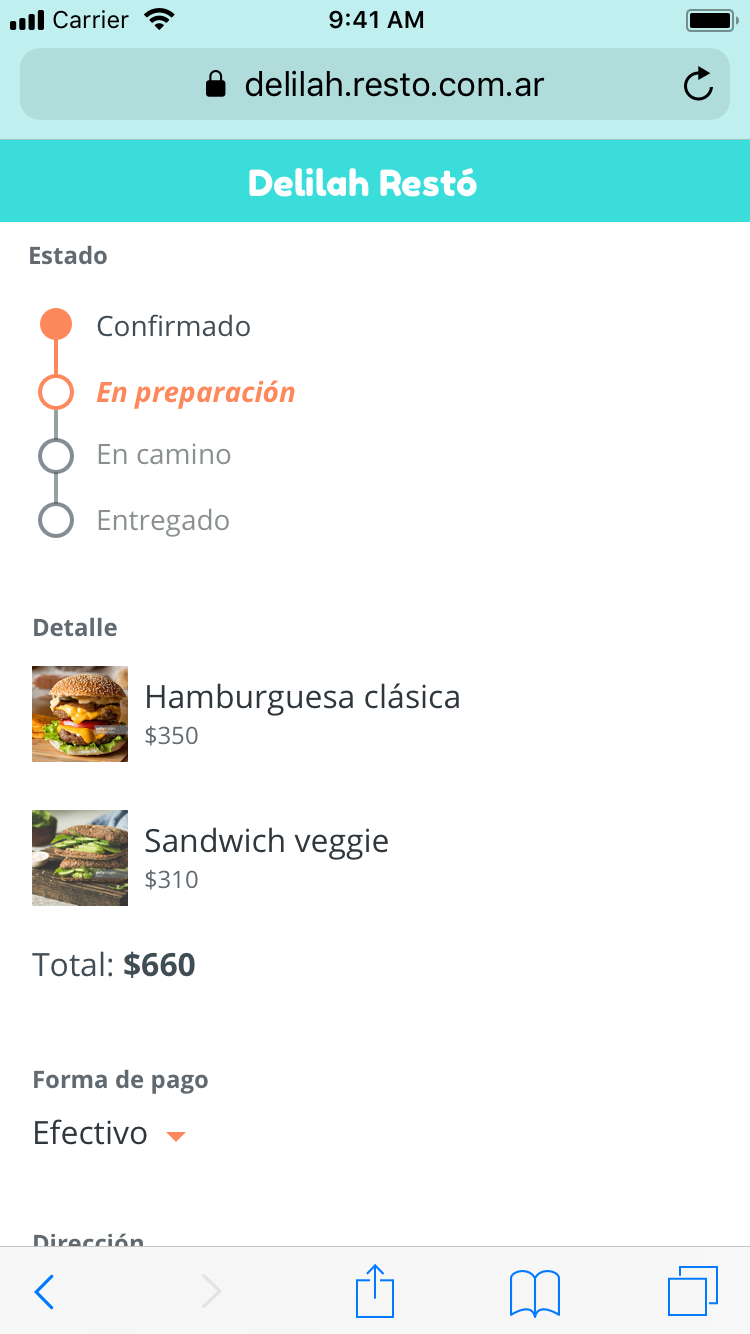 Carrier 9:41 AM
delilah.resto.com.ar
Delilah Restó
Estado
Confirmado
En preparación
En camino
Entregado
Detalle
Hamburguesa clásica
$350
Sandwich veggie
$310
Total: $660
Forma de pago
Efectivo
Dirección